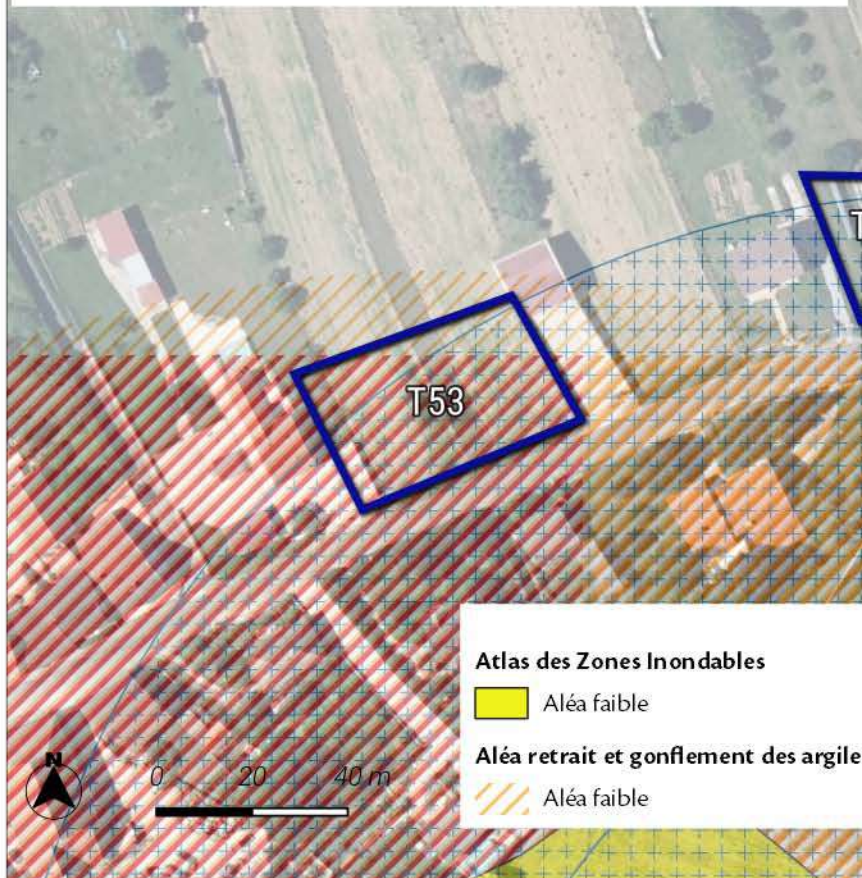 T
T53
Atlas des Zones Inondables
Aléa faible
Aléa retrait et gonflement des argile
Aléa faible
N
0 20 40 m